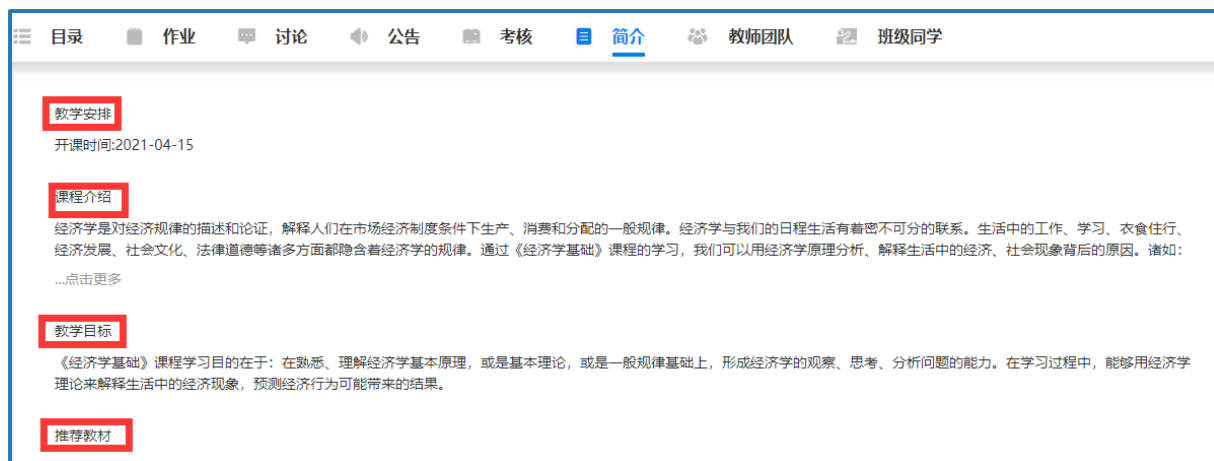 目录 作业 讨论 公告 考核 简介 教师团队 班级同学
教学安排
开课时间:2021-04-15
课程介绍
经济学是对经济规律的描述和论证，解释人们在市场经济制度条件下生产、消费和分配的一般规律。经济学与我们的日程生活有着密不可分的联系。生活中的工作、学习、衣食住行、
经济发展、社会文化、法律道德等诸多方面都隐含着经济学的规律。通过《经济学基础》课程的学习，我们可以用经济学原理分析、解释生活中的经济、社会现象背后的原因。诸如：
...点击更多
教学目标
《经济学基础》课程学习目的在于：在熟悉、理解经济学基本原理，或是基本理论，或是一般规律基础上，形成经济学的观察、思考、分析问题的能力。在学习过程中，能够用经济学
理论来解释生活中的经济现象，预测经济行为可能带来的结果。
推荐教材